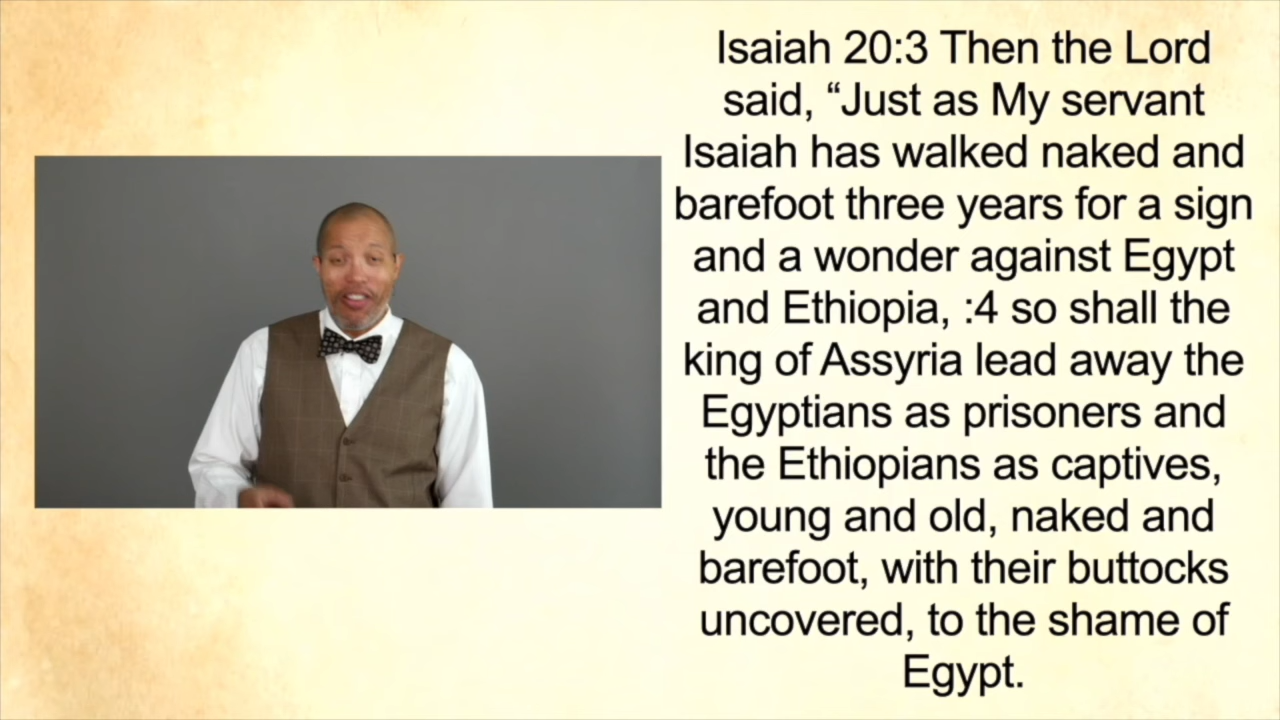 Isaiah 20:3 Then the Lord
said, “Just as My servant
Isaiah has walked naked and
barefoot three years for a sign
and a wonder against Egypt
and Ethiopia, :4 so shall the
king of Assyria lead away the
Egyptians as prisoners and
the Ethiopians as captives,
young and old, naked and
barefoot, with their buttocks
uncovered, to the shame of
Egypt.